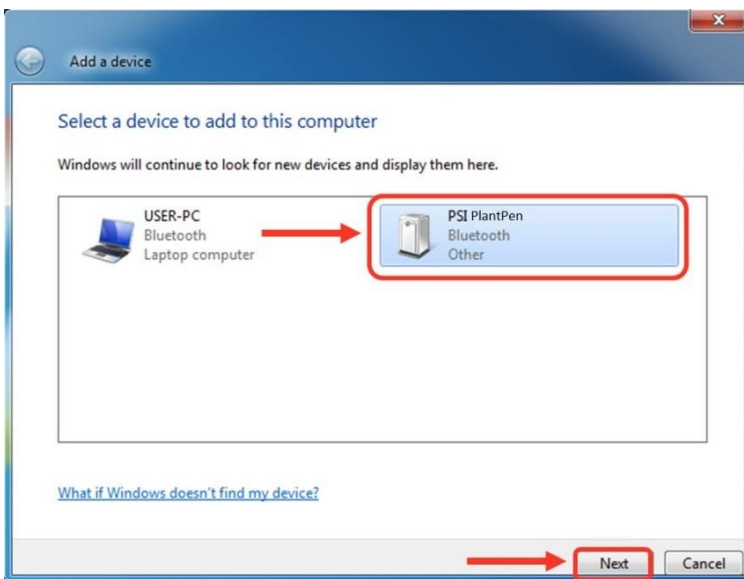 Add a device
Select a device to add to this computer
Windows will continue to look for new devices and display them here.
USER-PC
Bluetooth
Laptop computer
PSI PlantPen
Bluetooth
Other
What if Windows doesn't find my device?
Next
Cancel